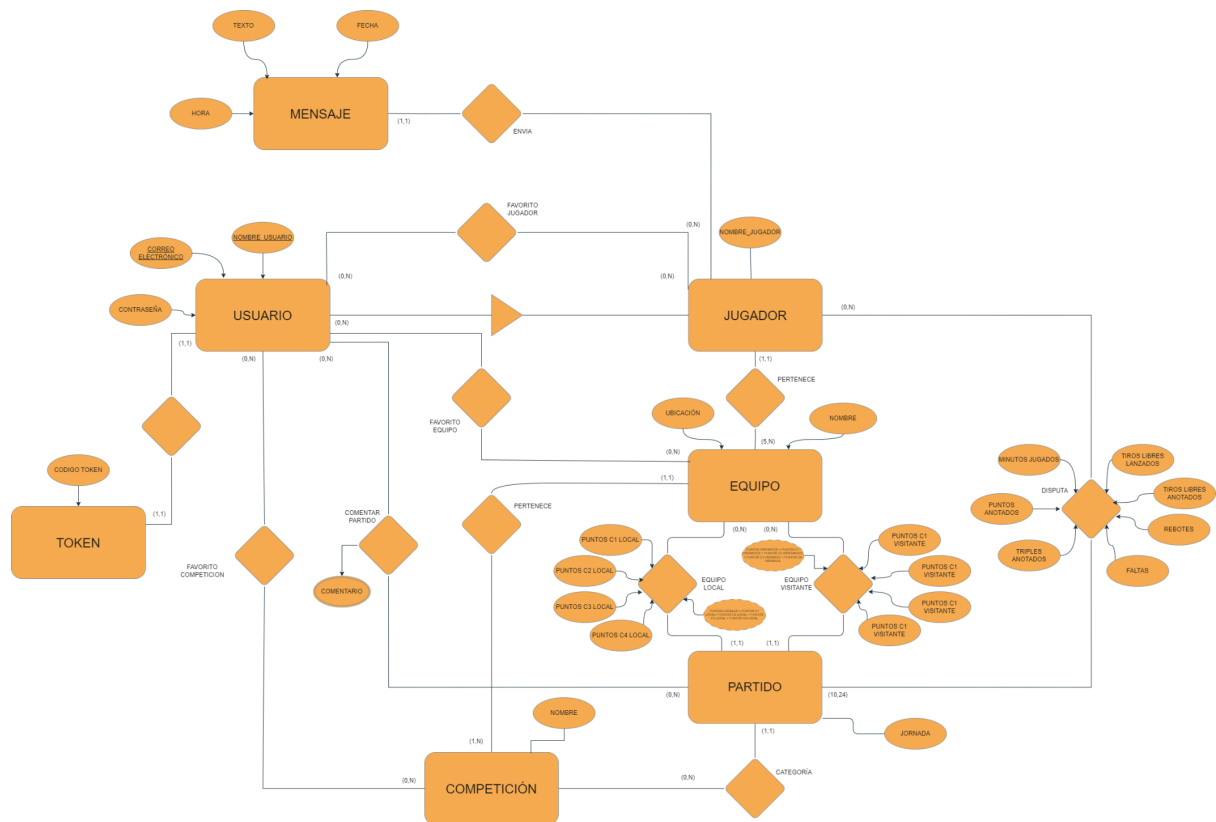 TEXTO
FECHA
HORA
MENSAJE
(1,1)
ENVIA
FAVORITO
JUGADOR
(0,N)
(0,N)
(0,N)
NOMBRE_JUGADOR
NOMBRE_USUARIO
CORREO
ELECTRÓNICO
CONTRASEÑA
USUARIO
(0,N)
JUGADOR
(0,N)
(1,1)
(0,N)
(0,N)
(1,1)
PERTENECE
UBICACIÓN
NOMBRE
FAVORITO
EQUIPO
(5,N)
(0,N)
EQUIPO
(1,1)
PERTENECE
(0,N)
(0,N)
CODIGO TOKEN
TOKEN
(1,1)
COMENTAR
PARTIDO
COMENTARIO
FAVORITO
COMPETICION
MINUTOS JUGADOS
TIROS LIBRES
LANZADOS
DISPUTA
TIROS LIBRES
ANOTADOS
PUNTOS
ANOTADOS
REBOTES
TRIPLES
ANOTADOS
FALTAS
PUNTOS C1 LOCAL
PUNTOS C2 LOCAL
PUNTOS C3 LOCAL
PUNTOS C4 LOCAL
EQUIPO
LOCAL
EQUIPO
VISITANTE
PUNTOS C1
VISITANTE
PUNTOS C1
VISITANTE
PUNTOS C1
VISITANTE
PUNTOS C1
VISITANTE
(1,1)
(1,1)
PARTIDO
(0,N)
(10,24)
JORNADA
(1,1)
NOMBRE
(1,N)
COMPETICIÓN
(0,N)
(0,N)
CATEGORÍA